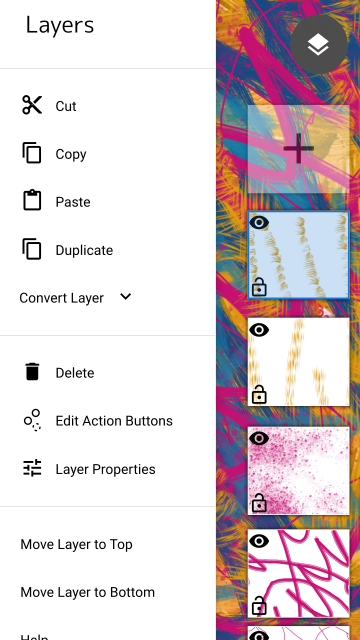 Layers
Cut
Copy
Paste
Duplicate
Convert Layer
Delete
Edit Action Buttons
Layer Properties
Move Layer to Top
Move Layer to Bottom
Help